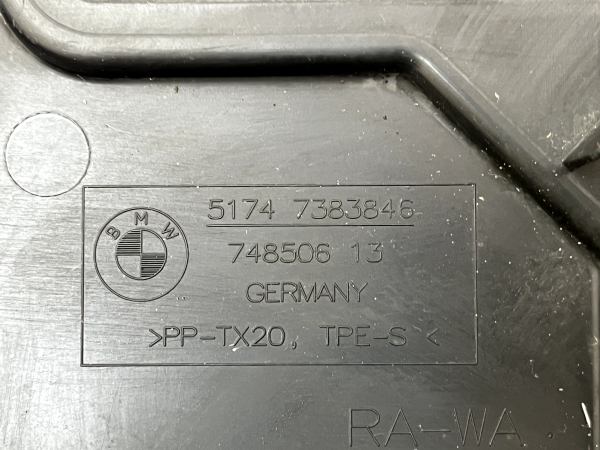 BMW
5174 7383846
748506 13
GERMANY
>PP-TX20, TPE-S<
RA-WA